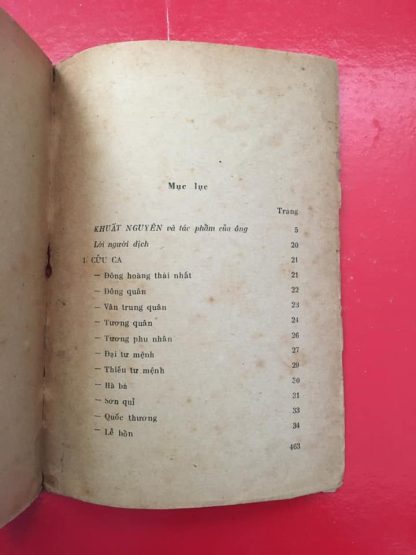 Mục lục
Trang
KHUẤT NGUYÊN và tác phẩm của ông 5
Lời người dịch 20
1. CỬU CA 21
— Đông hoàng thái nhất 21
— Đông quân 22
— Vân trung quân 23
— Tương quân 24
— Tương phu nhân 26
— Đại tư mệnh 27
— Thiếu tư mệnh 29
— Hà bá 30
— Sơn quỉ 31
— Quốc thương 33
— Lễ hồn 34
463